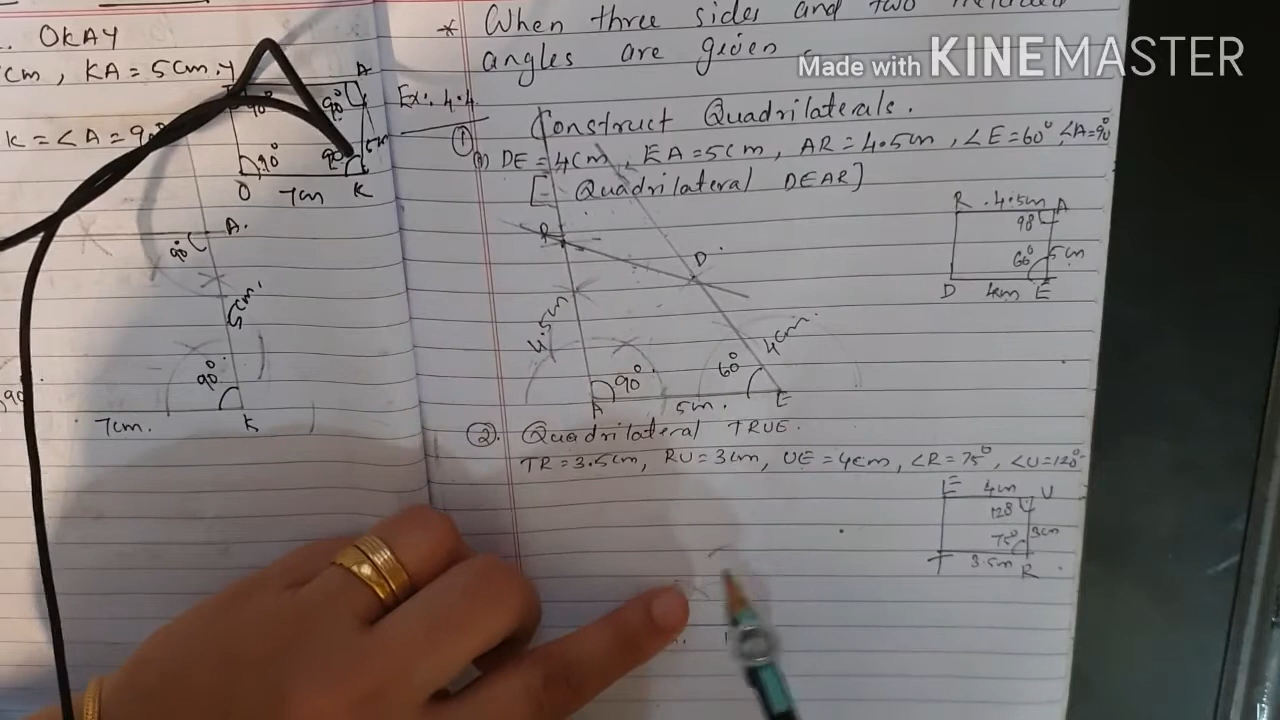 OKAY
cm, KA = 5cm.
A
90°
90°
K = ∠A = 90°
90°
90°
O
7cm
K
A.
90°
5cm.
90°
7cm.
K
* When three sides and two included
angles are given.
Made with KINEMASTER
Ex: 4.4
Construct Quadrilaterals.
①
DE = 4cm, EA = 5cm, AR = 4.5cm, ∠E = 60°, ∠A = 90°
[ Quadrilateral DEAR]
R 4.5cm A
60° 5cm
D 4cm E
R
D
4.5cm
4cm.
90°
60°
A
5cm.
E
②. Quadrilateral TRUE.
TR = 3.5cm, RU = 3cm, UE = 4cm, ∠R = 75°, ∠U = 120°
E 4cm U
75° 3cm
T 3.5cm R